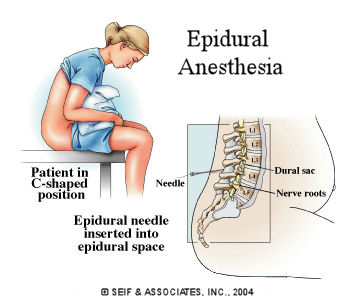 Epidural
Anesthesia
Patient in
C-shaped
position
Needle
Dural sac
Nerve roots
Epidural needle
inserted into
epidural space
© SEIF & ASSOCIATES, INC., 2004